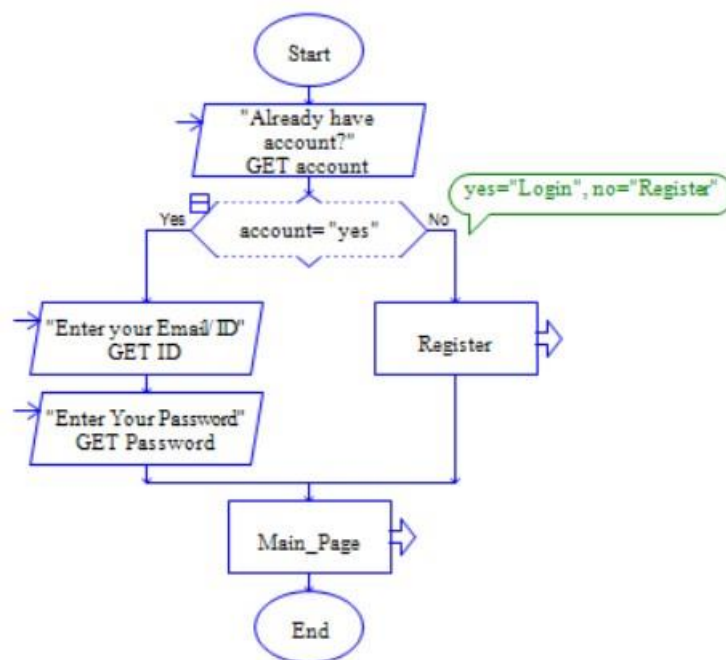 Start
"Already have
account?"
GET account
yes="Login", no="Register"
Yes
account="yes"
No
"Enter your Email/ID"
GET ID
Register
"Enter Your Password"
GET Password
Main_Page
End